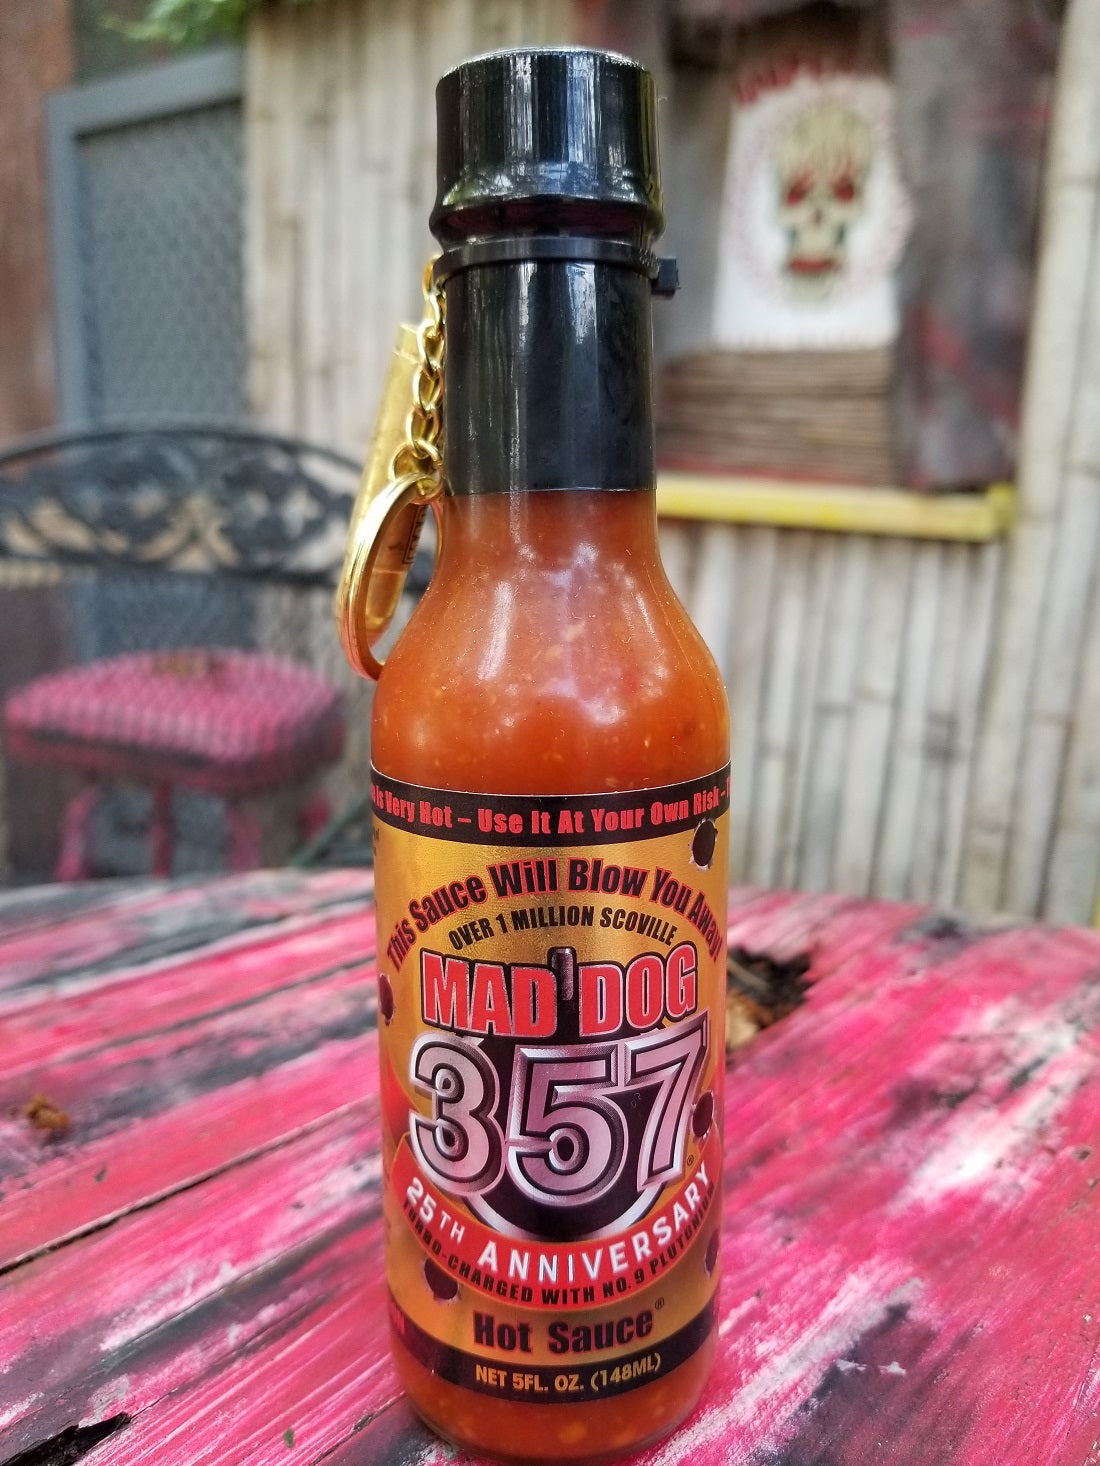 Is Very Hot – Use It At Your Own Risk –
This Sauce Will Blow You Away!
OVER 1 MILLION SCOVILLE
MAD DOG
357®
25TH ANNIVERSARY
TURBO-CHARGED WITH NO. 9 PLUTONIUM
Hot Sauce®
NET 5FL. OZ. (148ML)